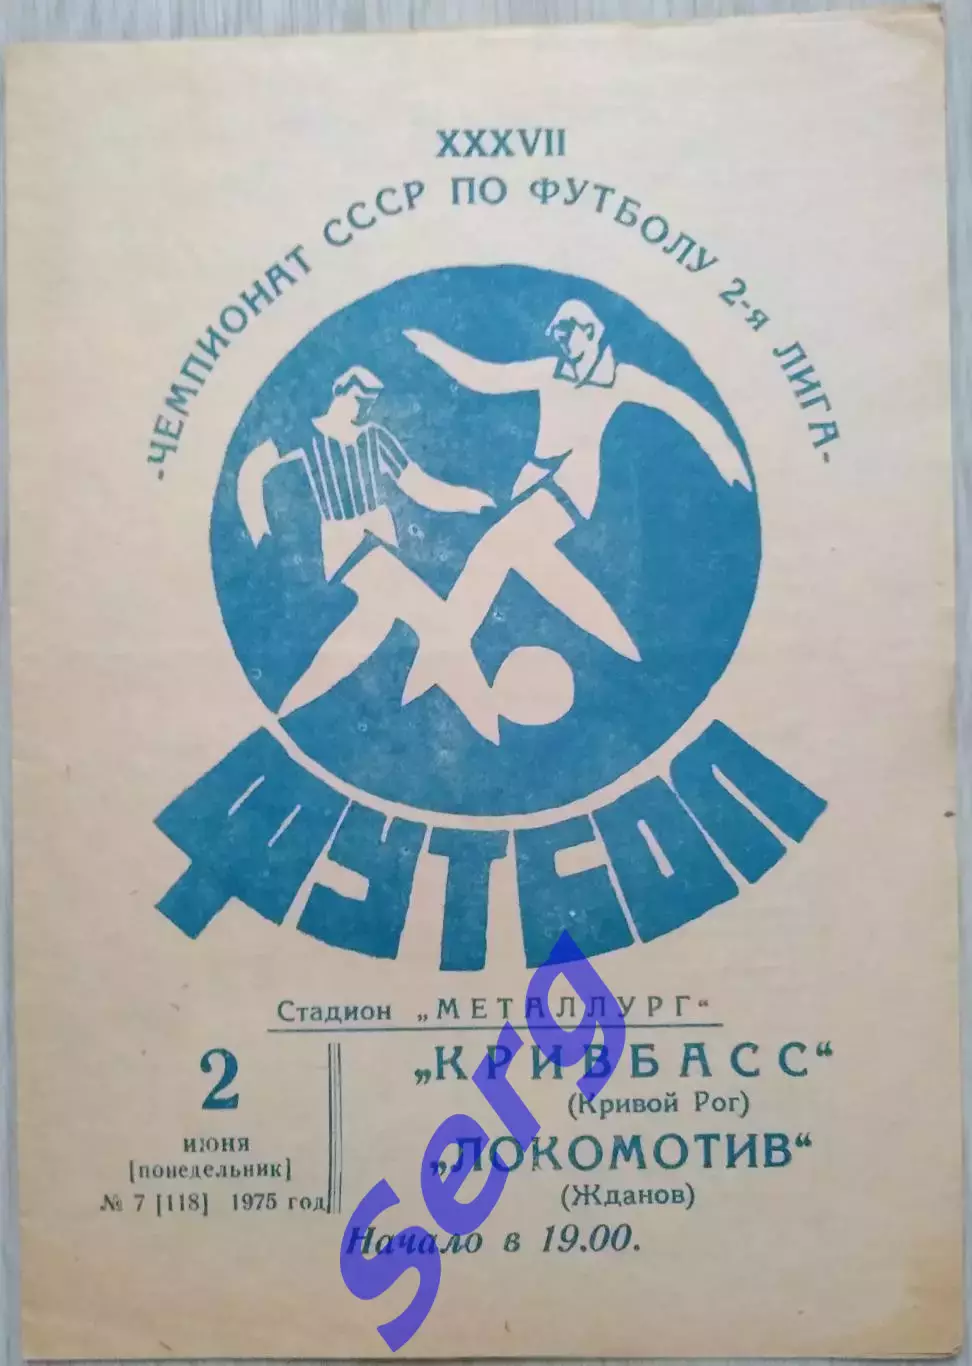 XXXVII
-ЧЕМПИОНАТ СССР ПО ФУТБОЛУ 2-я ЛИГА-
ФУТБОЛ
Стадион „МЕТАЛЛУРГ“
2
июня
[понедельник]
№ 7 [118] 1975 год
„КРИВБАСС“
(Кривой Рог)
„ЛОКОМОТИВ“
(Жданов)
Начало в 19.00.
Serg